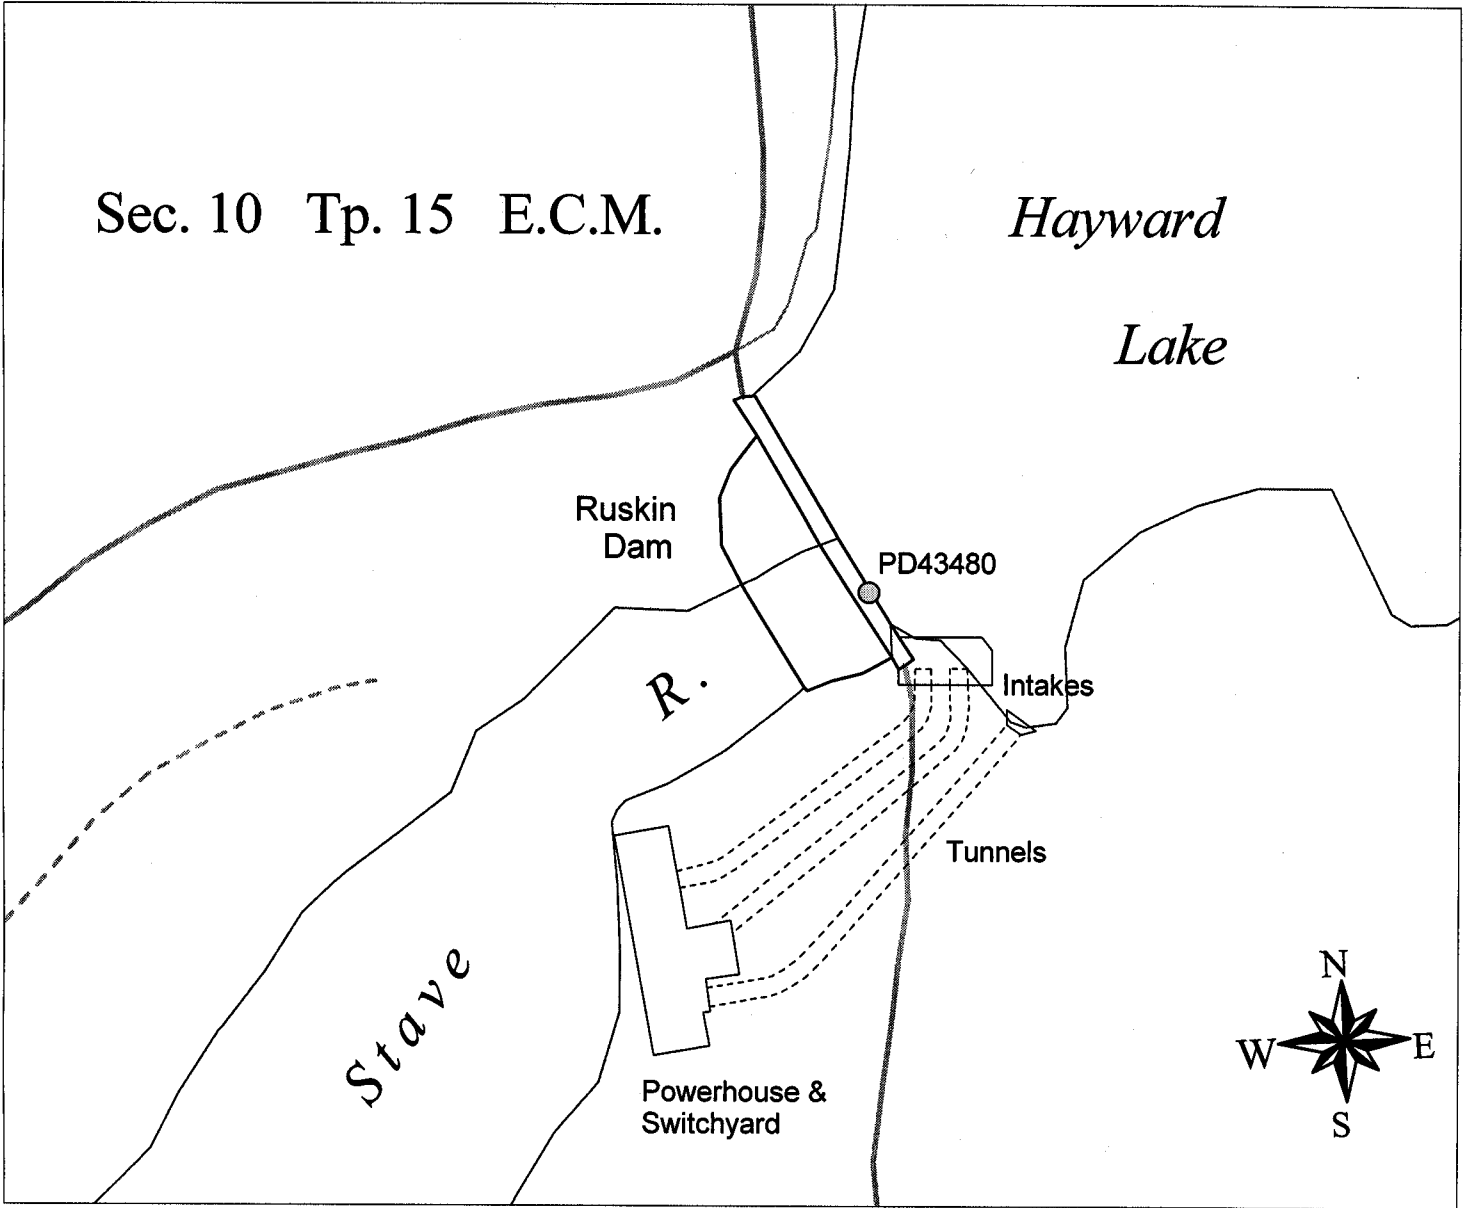 Sec. 10 Tp. 15 E.C.M.
Hayward
Lake
Ruskin
Dam
PD43480
R.
Intakes
Tunnels
Stave
Powerhouse &
Switchyard
N
W
E
S